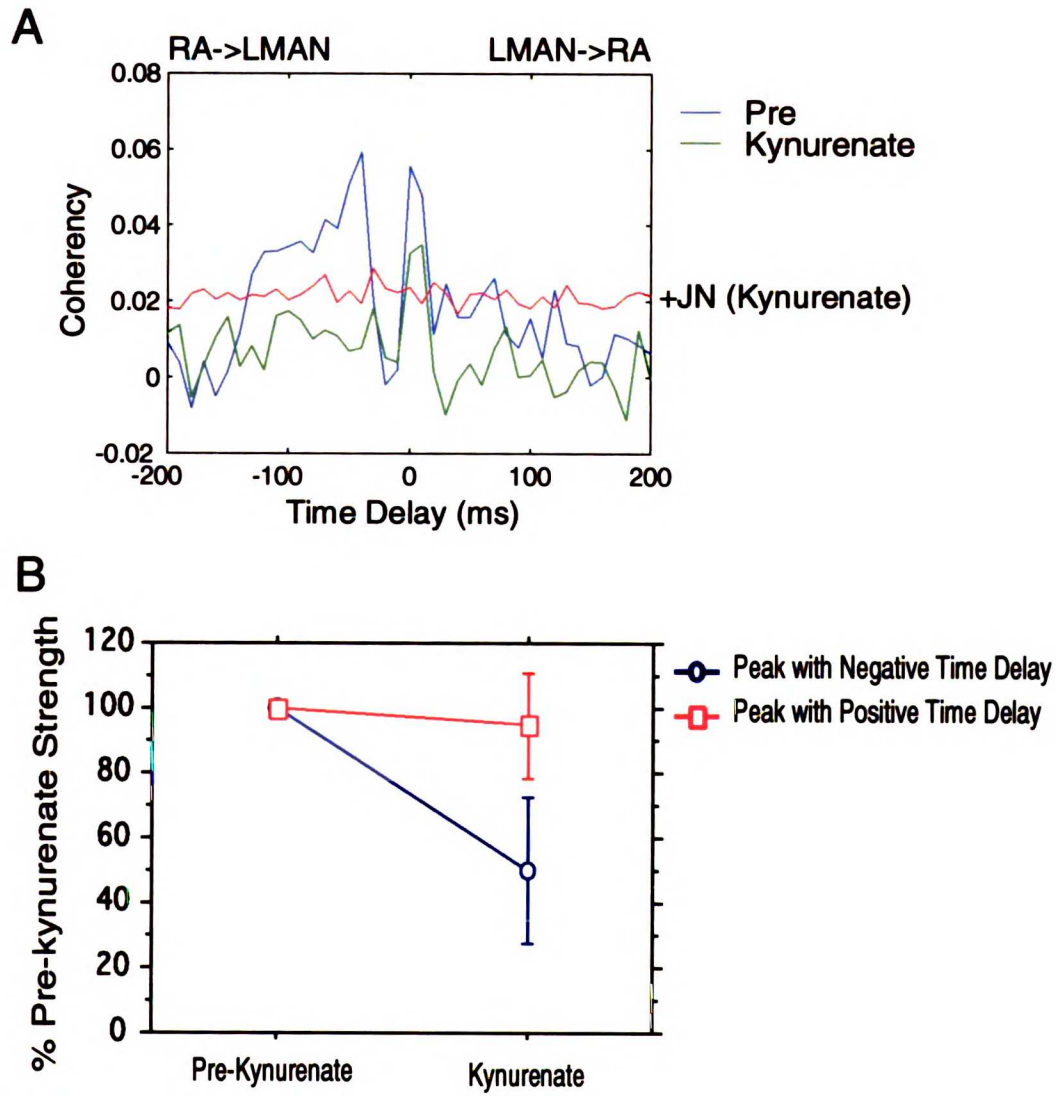 A
RA->LMAN
LMAN->RA
0.08
0.06
0.04
0.02
0
-0.02
Coherency
-200
-100
0
100
200
Time Delay (ms)
Pre
Kynurenate
+JN (Kynurenate)
B
120
100
80
60
40
20
0
% Pre-kynurenate Strength
Pre-Kynurenate
Kynurenate
Peak with Negative Time Delay
Peak with Positive Time Delay